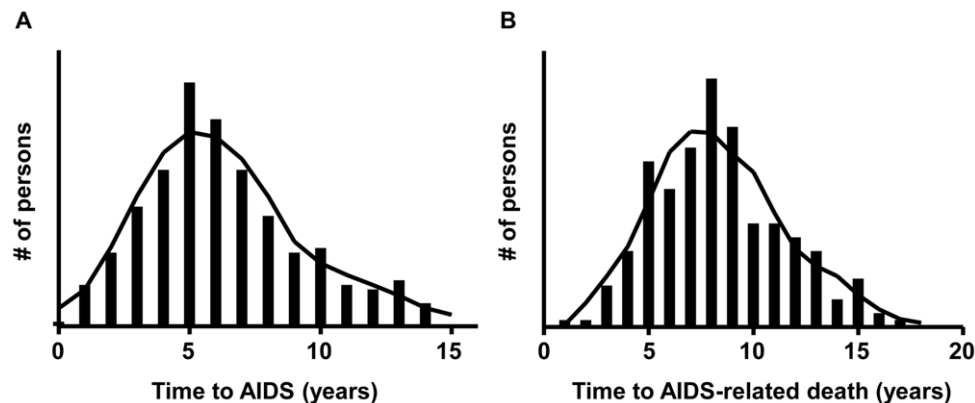 A
# of persons
0 5 10 15
Time to AIDS (years)
B
# of persons
0 5 10 15 20
Time to AIDS-related death (years)